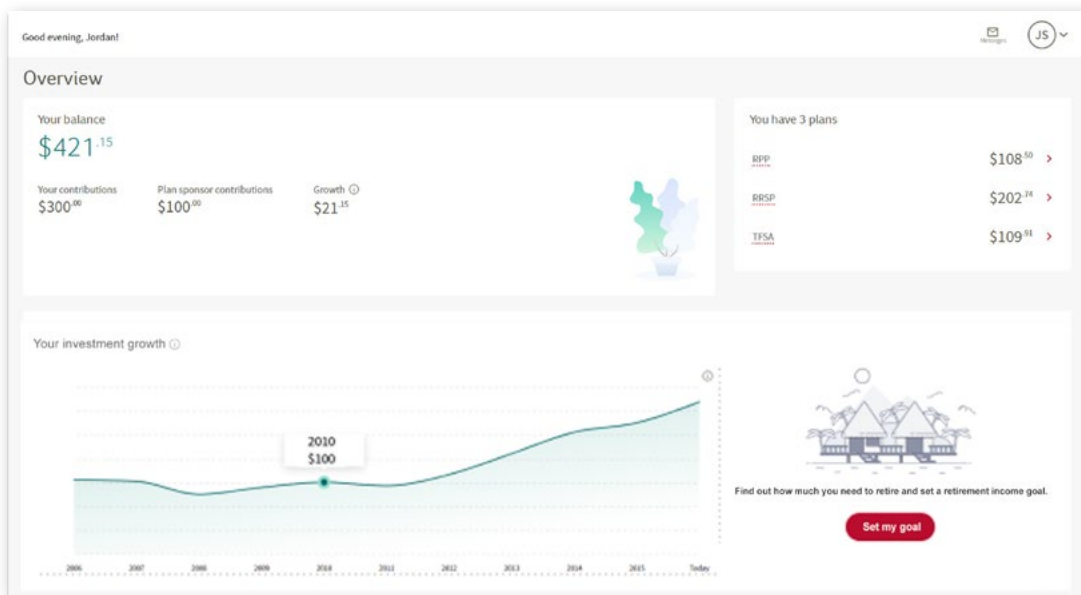 Good evening, Jordan!
Messages
JS
Overview
Your balance
$421.15
Your contributions
$300.00
Plan sponsor contributions
$100.00
Growth
$21.15
You have 3 plans
RPP
$108.50
RRSP
$202.74
TFSA
$109.91
Your investment growth
2010
$100
2006 2007 2008 2009 2010 2011 2012 2013 2014 2015 Today
Find out how much you need to retire and set a retirement income goal.
Set my goal